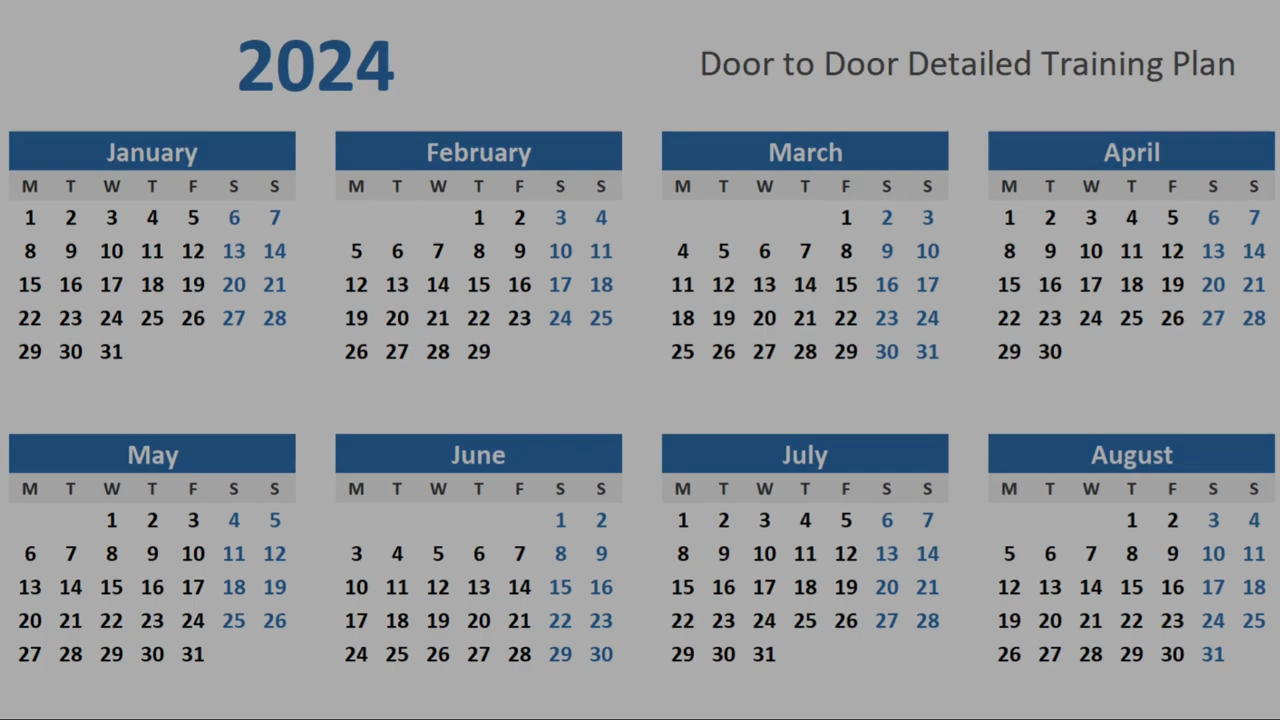 2024
Door to Door Detailed Training Plan
January February March April
M T W T F S S M T W T F S S M T W T F S S M T W T F S S
1 2 3 4 5 6 7 1 2 3 4 1 2 3 1 2 3 4 5 6 7
8 9 10 11 12 13 14 5 6 7 8 9 10 11 4 5 6 7 8 9 10 8 9 10 11 12 13 14
15 16 17 18 19 20 21 12 13 14 15 16 17 18 11 12 13 14 15 16 17 15 16 17 18 19 20 21
22 23 24 25 26 27 28 19 20 21 22 23 24 25 18 19 20 21 22 23 24 22 23 24 25 26 27 28
29 30 31 26 27 28 29 25 26 27 28 29 30 31 29 30
May June July August
M T W T F S S M T W T F S S M T W T F S S M T W T F S S
1 2 3 4 5 1 2 1 2 3 4 5 6 7 1 2 3 4
6 7 8 9 10 11 12 3 4 5 6 7 8 9 8 9 10 11 12 13 14 5 6 7 8 9 10 11
13 14 15 16 17 18 19 10 11 12 13 14 15 16 15 16 17 18 19 20 21 12 13 14 15 16 17 18
20 21 22 23 24 25 26 17 18 19 20 21 22 23 22 23 24 25 26 27 28 19 20 21 22 23 24 25
27 28 29 30 31 24 25 26 27 28 29 30 29 30 31 26 27 28 29 30 31